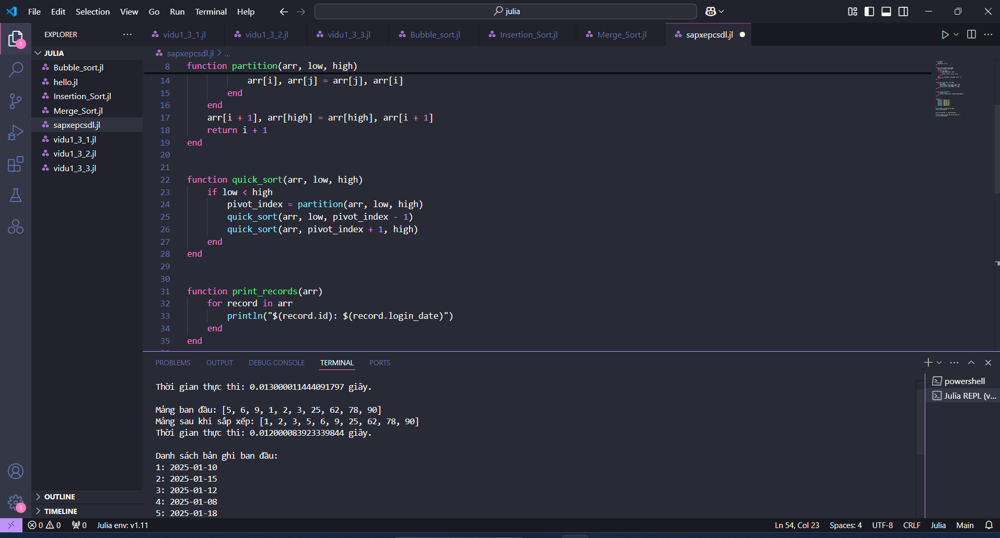 File Edit Selection View Go Run Terminal Help
julia
EXPLORER
vidu1_3_1.jl
vidu1_3_2.jl
vidu1_3_3.jl
Bubble_sort.jl
Insertion_Sort.jl
Merge_Sort.jl
sapxepcsdl.jl
1
JULIA
Bubble_sort.jl
hello.jl
Insertion_Sort.jl
Merge_Sort.jl
sapxepcsdl.jl
vidu1_3_1.jl
vidu1_3_2.jl
vidu1_3_3.jl
OUTLINE
TIMELINE
1
sapxepcsdl.jl > ...
8 function partition(arr, low, high)
14 arr[i], arr[j] = arr[j], arr[i]
15 end
16 end
17 arr[i + 1], arr[high] = arr[high], arr[i + 1]
18 return i + 1
19 end
20
21
22 function quick_sort(arr, low, high)
23 if low < high
24 pivot_index = partition(arr, low, high)
25 quick_sort(arr, low, pivot_index - 1)
26 quick_sort(arr, pivot_index + 1, high)
27 end
28 end
29
30
31 function print_records(arr)
32 for record in arr
33 println("$(record.id): $(record.login_date)")
34 end
35 end
PROBLEMS OUTPUT DEBUG CONSOLE TERMINAL PORTS
Thời gian thực thi: 0.013000011444091797 giây.
Mảng ban đầu: [5, 6, 9, 1, 2, 3, 25, 62, 78, 90]
Mảng sau khi sắp xếp: [1, 2, 3, 5, 6, 9, 25, 62, 78, 90]
Thời gian thực thi: 0.012000083923339844 giây.
Danh sách bản ghi ban đầu:
1: 2025-01-10
2: 2025-01-15
3: 2025-01-12
4: 2025-01-08
5: 2025-01-18
powershell
Julia REPL (v...
0 0 0 Julia env: v1.11
Ln 54, Col 23 Spaces: 4 UTF-8 CRLF Julia Main